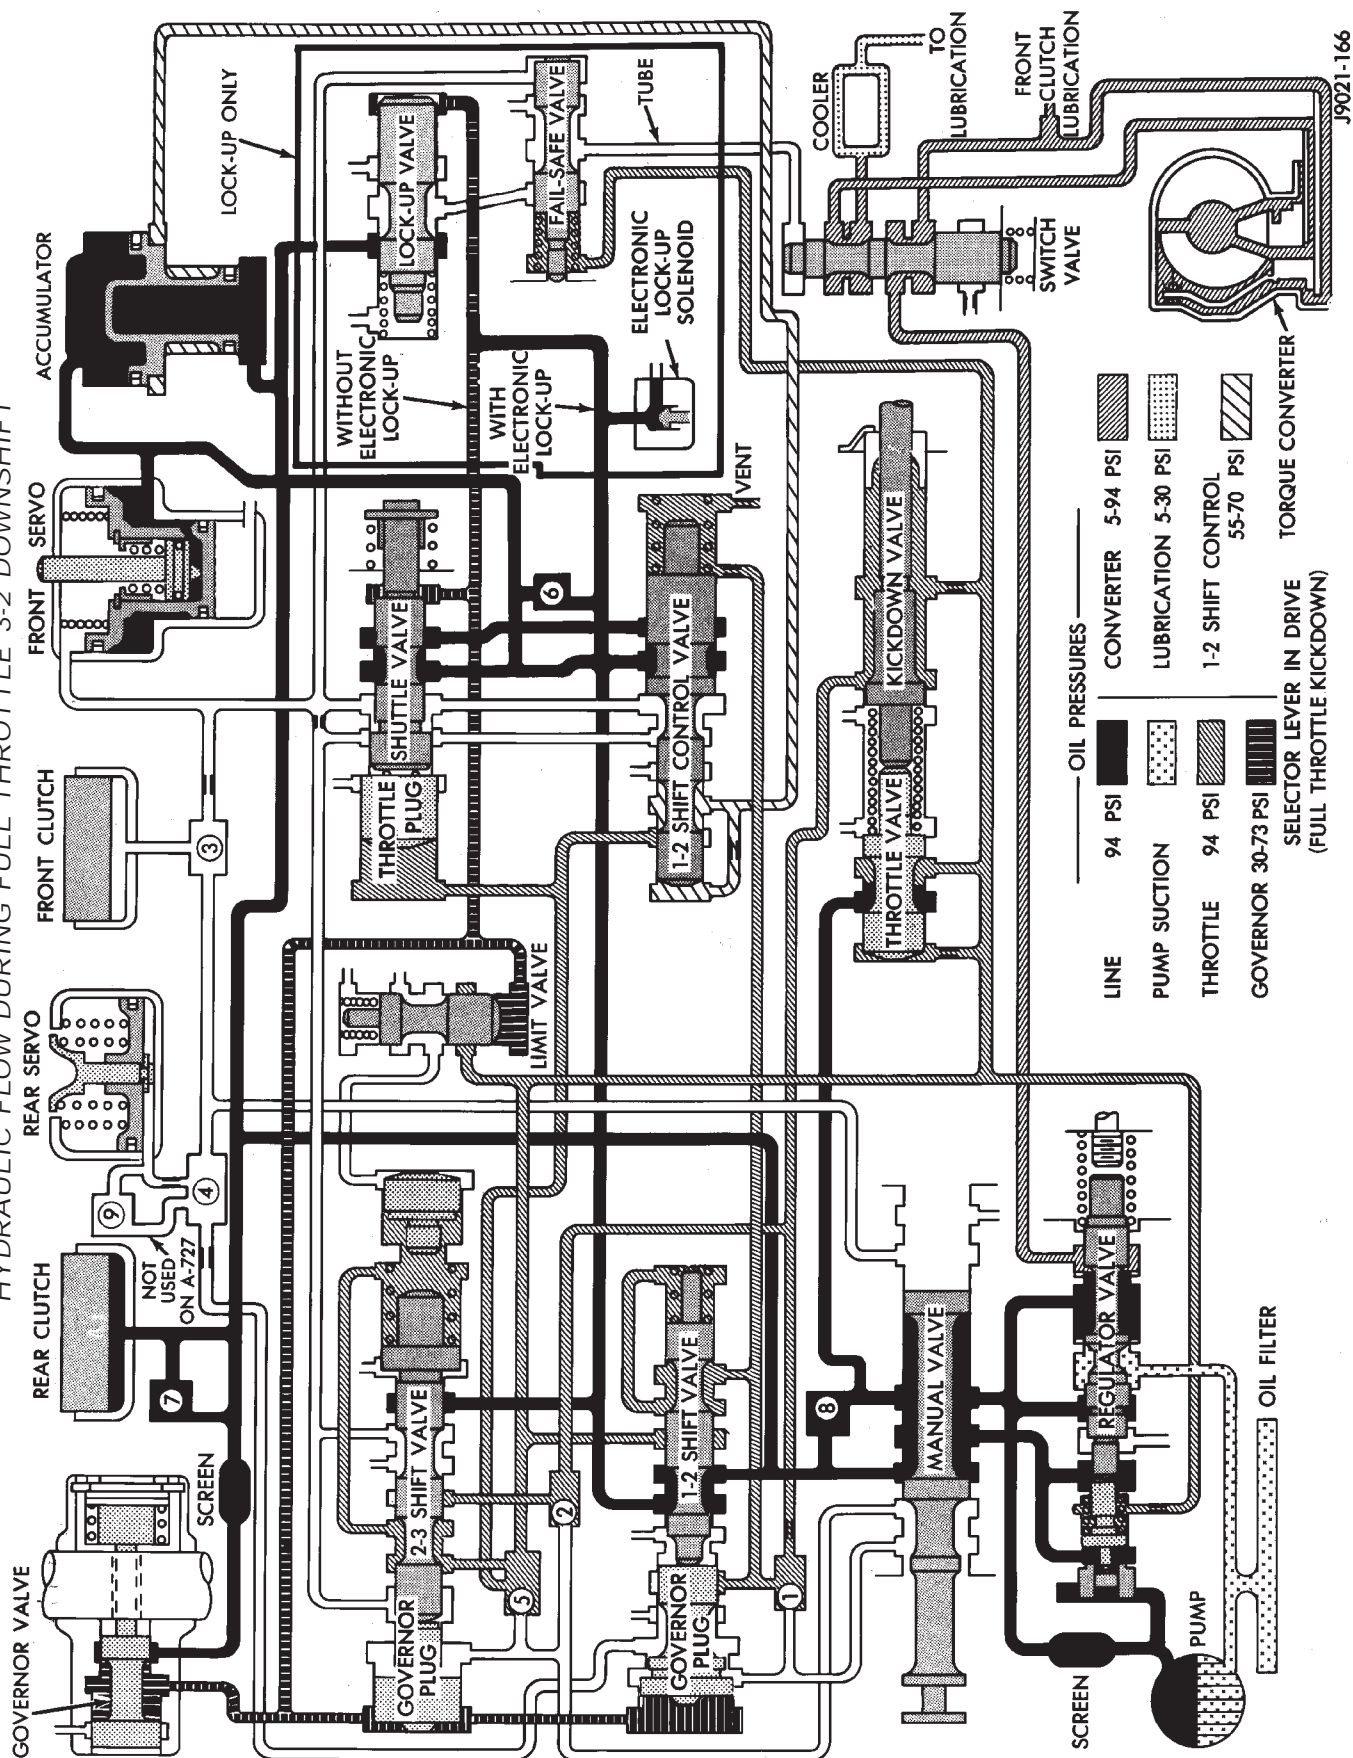 HYDRAULIC FLOW DURING FULL THROTTLE 3-2 DOWNSHIFT
GOVERNOR VALVE
SCREEN
REAR CLUTCH
7
NOT
USED
ON A-727
9
4
REAR SERVO
FRONT CLUTCH
3
FRONT SERVO
ACCUMULATOR
LOCK-UP ONLY
GOVERNOR
PLUG
2-3 SHIFT VALVE
5
2
LIMIT VALVE
THROTTLE
PLUG
SHUTTLE VALVE
WITHOUT
ELECTRONIC
LOCK-UP
WITH
ELECTRONIC
LOCK-UP
LOCK-UP VALVE
FAIL-SAFE VALVE
TUBE
ELECTRONIC
LOCK-UP
SOLENOID
6
GOVERNOR
PLUG
1-2 SHIFT VALVE
1
1-2 SHIFT CONTROL VALVE
VENT
8
MANUAL VALVE
THROTTLE VALVE
KICKDOWN VALVE
SWITCH
VALVE
COOLER
TO
LUBRICATION
FRONT
CLUTCH
LUBRICATION
SCREEN
PUMP
REGULATOR VALVE
OIL FILTER
OIL PRESSURES
LINE 94 PSI
PUMP SUCTION
THROTTLE 94 PSI
GOVERNOR 30-73 PSI
CONVERTER 5-94 PSI
LUBRICATION 5-30 PSI
1-2 SHIFT CONTROL
55-70 PSI
SELECTOR LEVER IN DRIVE
(FULL THROTTLE KICKDOWN)
TORQUE CONVERTER
J9021-166